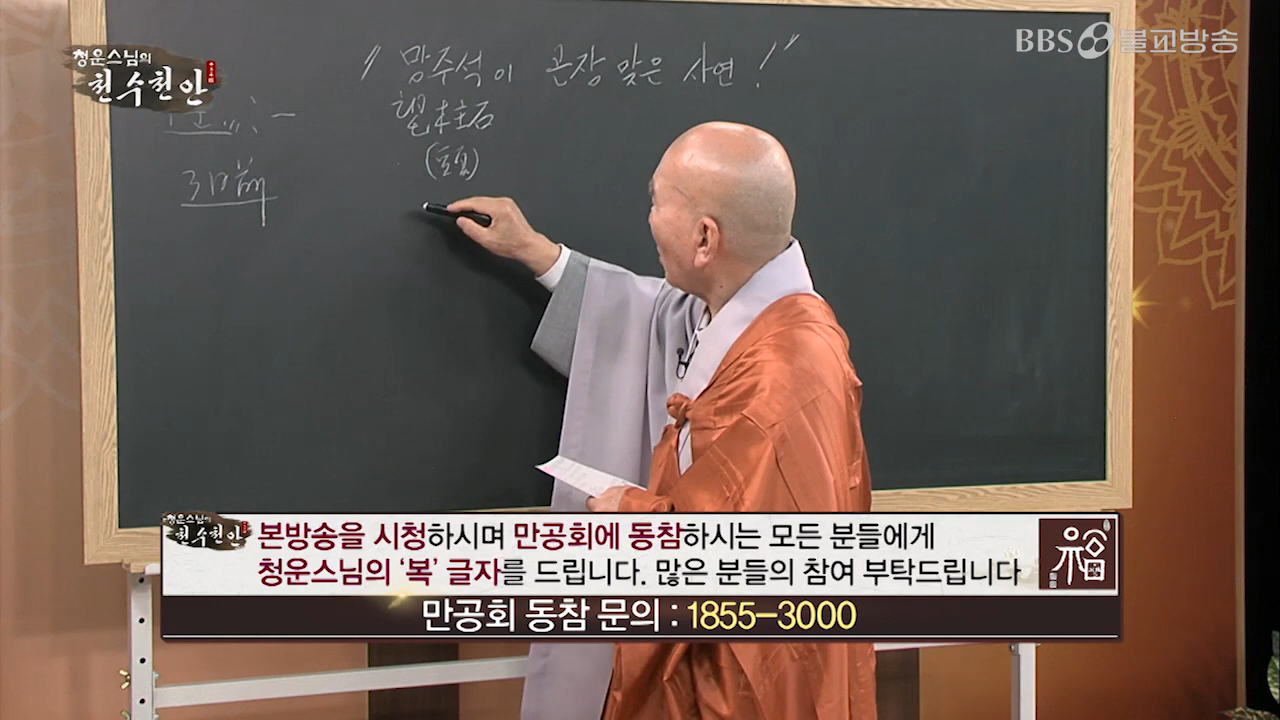 청운스님의
천수천안
BBS 불교방송
"망주석이 곤장 맞은 사연!"
望柱石
청운스님의
천수천안
본방송을 시청하시며 만공회에 동참하시는 모든 분들에게
청운스님의 '복' 글자를 드립니다. 많은 분들의 참여 부탁드립니다
福
만공회 동참 문의 : 1855-3000